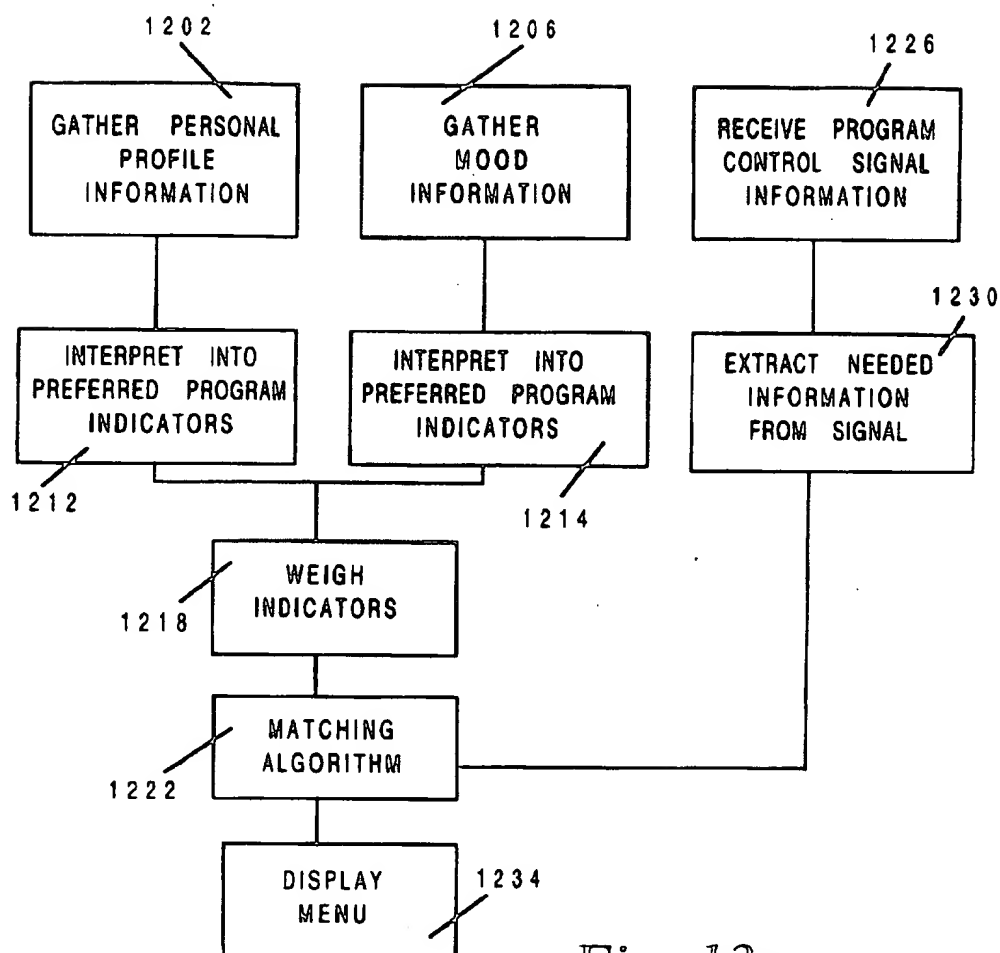 1202
1206
1226
GATHER PERSONAL
PROFILE
INFORMATION
GATHER
MOOD
INFORMATION
RECEIVE PROGRAM
CONTROL SIGNAL
INFORMATION
1230
INTERPRET INTO
PREFERRED PROGRAM
INDICATORS
INTERPRET INTO
PREFERRED PROGRAM
INDICATORS
EXTRACT NEEDED
INFORMATION
FROM SIGNAL
1212
1214
WEIGH
INDICATORS
1218
MATCHING
ALGORITHM
1222
DISPLAY
MENU
1234